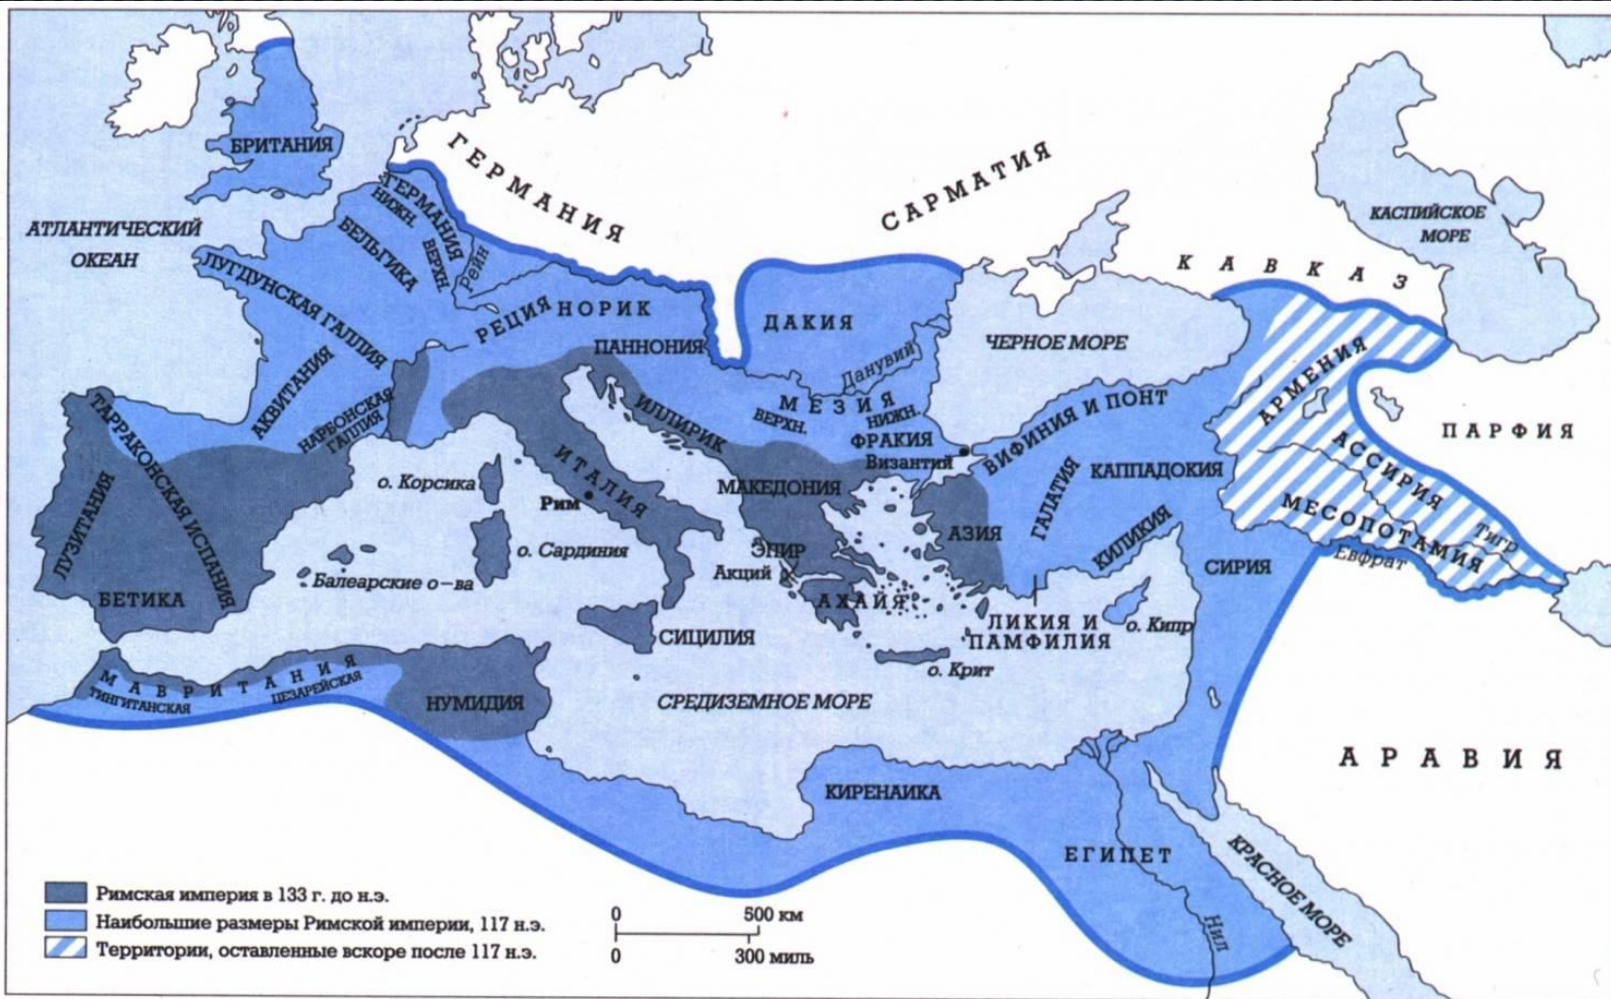 БРИТАНИЯ
ГЕРМАНИЯ
САРМАТИЯ
АТЛАНТИЧЕСКИЙ
ОКЕАН
ГЕРМАНИЯ
НИЖН.
ВЕРХН.
Рейн
БЕЛЬГИКА
ЛУГДУНСКАЯ ГАЛЛИЯ
АКВИТАНИЯ
НАРБОНСКАЯ
ГАЛЛИЯ
РЕЦИЯ
НОРИК
ПАННОНИЯ
ДАКИЯ
Данувий
ЧЕРНОЕ МОРЕ
КАСПИЙСКОЕ
МОРЕ
КАВКАЗ
АРМЕНИЯ
АССИРИЯ
ПАРФИЯ
МЕСОПОТАМИЯ
Тигр
Евфрат
ИЛЛИРИК
МЕЗИЯ
ВЕРХН.
НИЖН.
ФРАКИЯ
Византий
ВИФИНИЯ И ПОНТ
ГАЛАТИЯ
КАППАДОКИЯ
КИЛИКИЯ
СИРИЯ
АЗИЯ
ТАРРАКОНСКАЯ ИСПАНИЯ
ЛУЗИТАНИЯ
БЕТИКА
о. Корсика
Рим
ИТАЛИЯ
о. Сардиния
Балеарские о-ва
МАКЕДОНИЯ
ЭПИР
Акций
АХАЙЯ
ЛИКИЯ И
ПАМФИЛИЯ
о. Кипр
о. Крит
СИЦИЛИЯ
МАВРИТАНИЯ
ТИНГИТАНСКАЯ
ЦЕЗАРЕЙСКАЯ
НУМИДИЯ
СРЕДИЗЕМНОЕ МОРЕ
АРАВИЯ
КИРЕНАИКА
ЕГИПЕТ
Нил
КРАСНОЕ МОРЕ
Римская империя в 133 г. до н.э.
Наибольшие размеры Римской империи, 117 н.э.
Территории, оставленные вскоре после 117 н.э.
0 500 км
0 300 миль